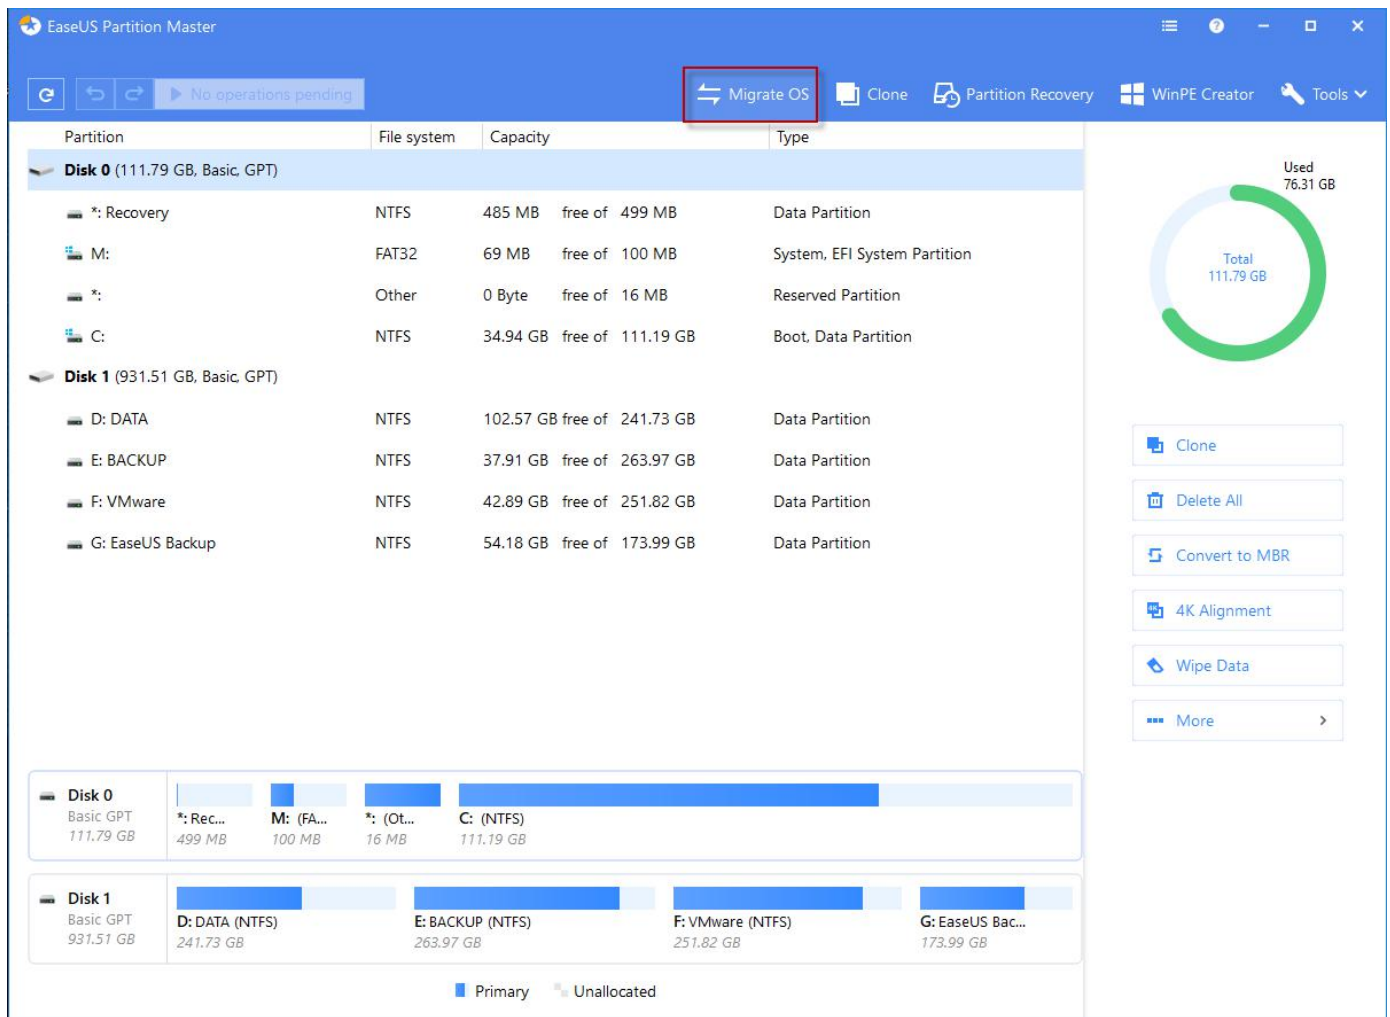 EaseUS Partition Master
No operations pending Migrate OS Clone Partition Recovery WinPE Creator Tools
Partition File system Capacity Type
Disk 0 (111.79 GB, Basic, GPT)
*: Recovery NTFS 485 MB free of 499 MB Data Partition
M: FAT32 69 MB free of 100 MB System, EFI System Partition
*: Other 0 Byte free of 16 MB Reserved Partition
C: NTFS 34.94 GB free of 111.19 GB Boot, Data Partition
Disk 1 (931.51 GB, Basic, GPT)
D: DATA NTFS 102.57 GB free of 241.73 GB Data Partition
E: BACKUP NTFS 37.91 GB free of 263.97 GB Data Partition
F: VMware NTFS 42.89 GB free of 251.82 GB Data Partition
G: EaseUS Backup NTFS 54.18 GB free of 173.99 GB Data Partition
Used
76.31 GB
Total
111.79 GB
Clone
Delete All
Convert to MBR
4K Alignment
Wipe Data
More
Disk 0
Basic GPT
111.79 GB
*: Rec... M: (FA... *: (Ot... C: (NTFS)
499 MB 100 MB 16 MB 111.19 GB
Disk 1
Basic GPT
931.51 GB
D: DATA (NTFS) E: BACKUP (NTFS) F: VMware (NTFS) G: EaseUS Bac...
241.73 GB 263.97 GB 251.82 GB 173.99 GB
Primary Unallocated